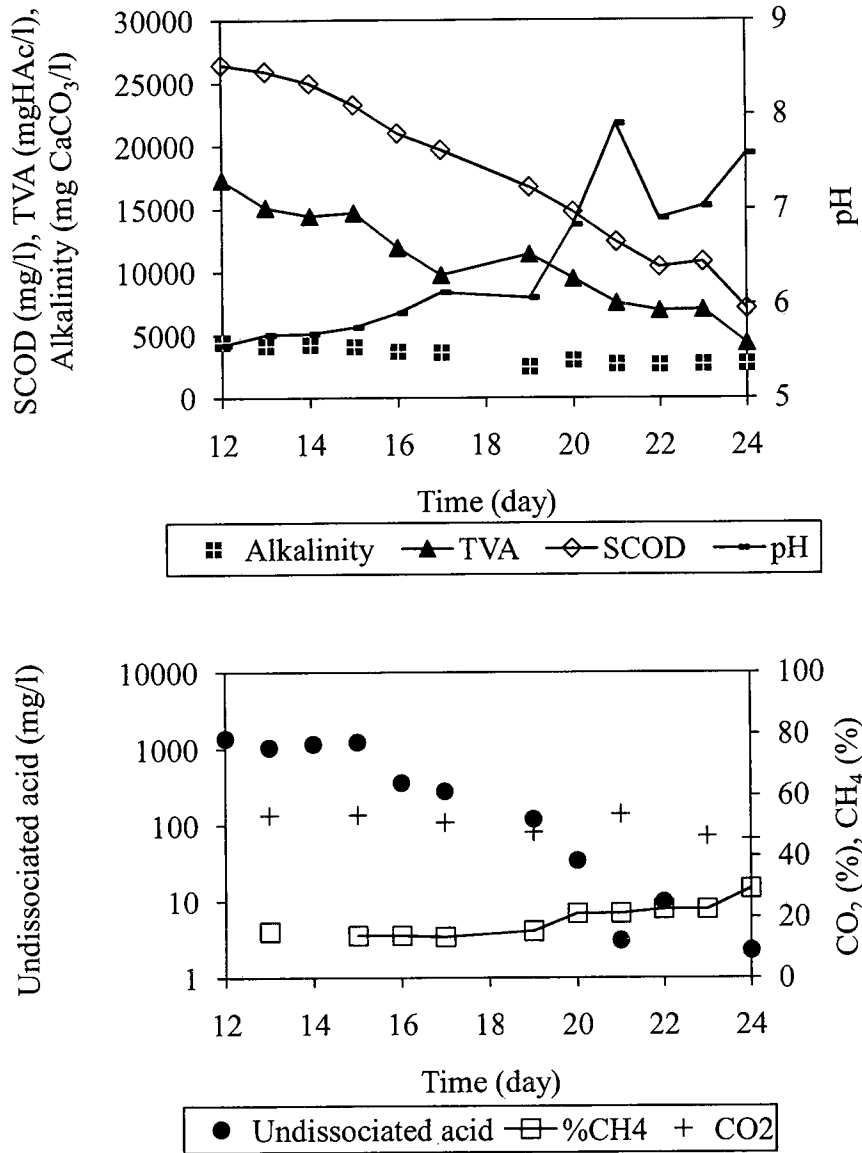 SCOD (mg/l), TVA (mgHAc/l),
Alkalinity (mg CaCO₃/l)
30000
25000
20000
15000
10000
5000
0
9
8
7
6
5
pH
12 14 16 18 20 22 24
Time (day)
Alkalinity TVA SCOD pH
Undissociated acid (mg/l)
10000
1000
100
10
1
100
80
60
40
20
0
CO₂ (%), CH₄ (%)
12 14 16 18 20 22 24
Time (day)
Undissociated acid %CH4 CO2